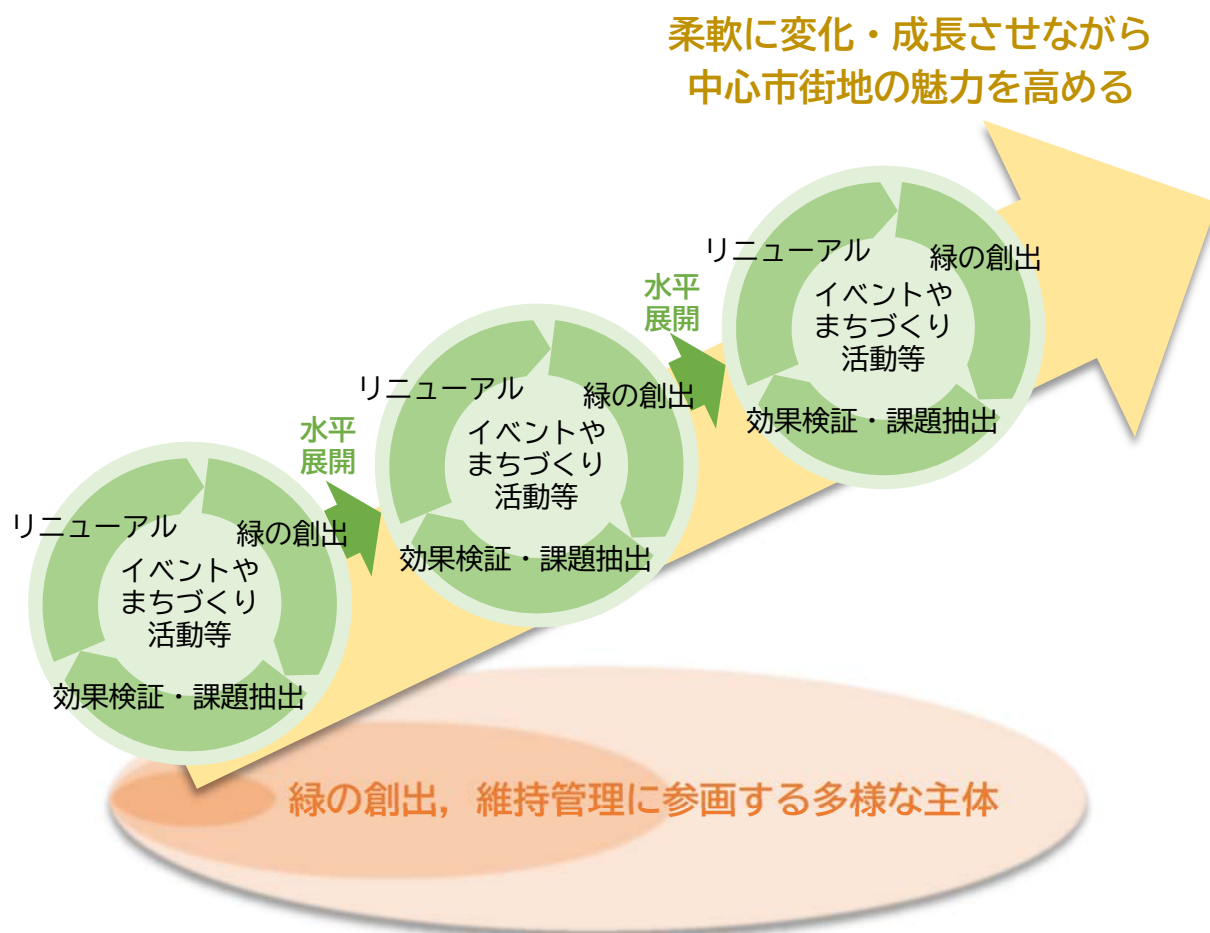 柔軟に変化・成長させながら
中心市街地の魅力を高める
リニューアル
緑の創出
イベントや
まちづくり
活動等
効果検証・課題抽出
水平
展開
リニューアル
緑の創出
イベントや
まちづくり
活動等
効果検証・課題抽出
水平
展開
リニューアル
緑の創出
イベントや
まちづくり
活動等
効果検証・課題抽出
緑の創出，維持管理に参画する多様な主体